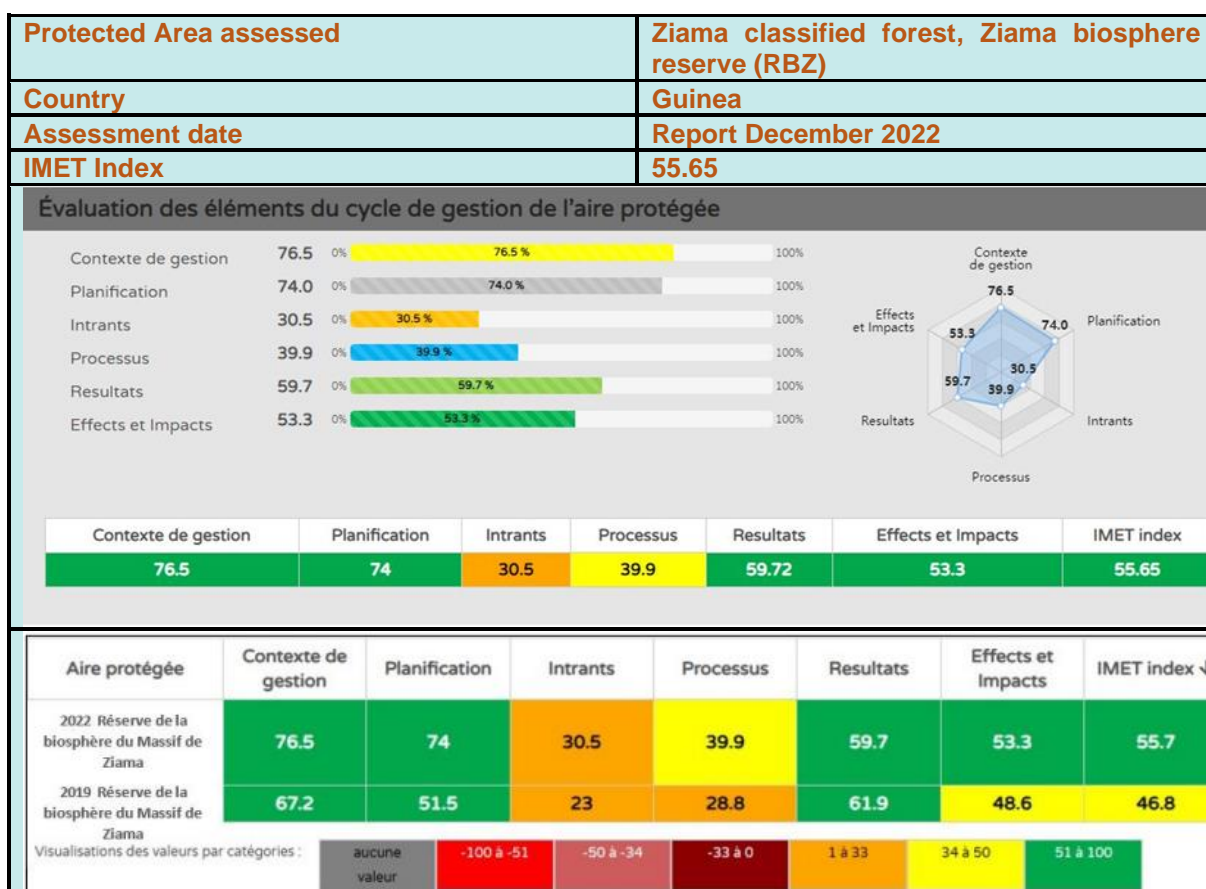 Protected Area assessed
Ziama classified forest, Ziama biosphere
reserve (RBZ)
Country
Guinea
Assessment date
Report December 2022
IMET Index
55.65
Évaluation des éléments du cycle de gestion de l'aire protégée
Contexte de gestion 76.5 0% 76.5 % 100%
Planification 74.0 0% 74.0 % 100%
Intrants 30.5 0% 30.5 % 100%
Processus 39.9 0% 39.9 % 100%
Resultats 59.7 0% 59.7 % 100%
Effects et Impacts 53.3 0% 53.3 % 100%
Contexte
de gestion
76.5
Effects
et Impacts
53.3
74.0
Planification
30.5
59.7
39.9
Resultats
Intrants
Processus
Contexte de gestion Planification Intrants Processus Resultats Effects et Impacts IMET index
76.5 74 30.5 39.9 59.72 53.3 55.65
Aire protégée
Contexte de
gestion
Planification
Intrants
Processus
Resultats
Effects et
Impacts
IMET index
2022 Réserve de la
biosphère du Massif de
Ziama
76.5 74 30.5 39.9 59.7 53.3 55.7
2019 Réserve de la
biosphère du Massif de
Ziama
67.2 51.5 23 28.8 61.9 48.6 46.8
Visualisations des valeurs par catégories :
aucune
valeur
-100 à -51
-50 à -34
-33 à 0
1 à 33
34 à 50
51 à 100